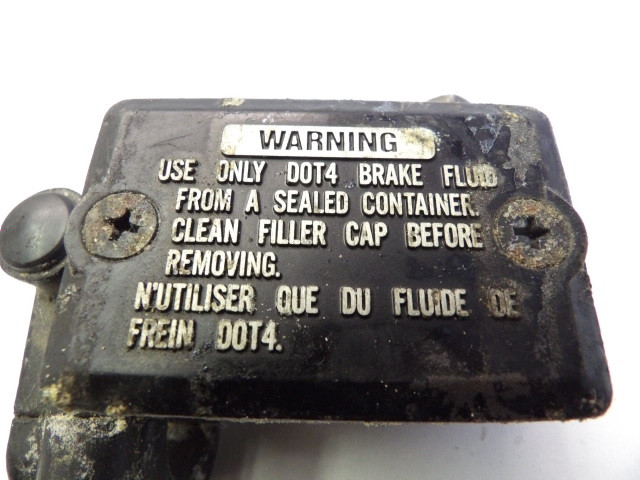 WARNING
USE ONLY DOT4 BRAKE FLUID
FROM A SEALED CONTAINER.
CLEAN FILLER CAP BEFORE
REMOVING.
N'UTILISER QUE DU FLUIDE DE
FREIN DOT4.